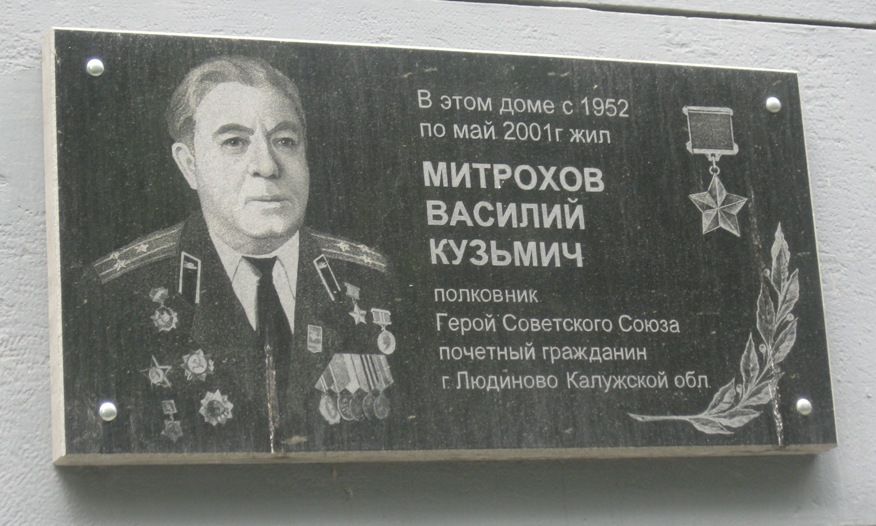 В этом доме с 1952
по май 2001г жил
МИТРОХОВ
ВАСИЛИЙ
КУЗЬМИЧ
полковник
Герой Советского Союза
почетный гражданин
г Людиново Калужской обл